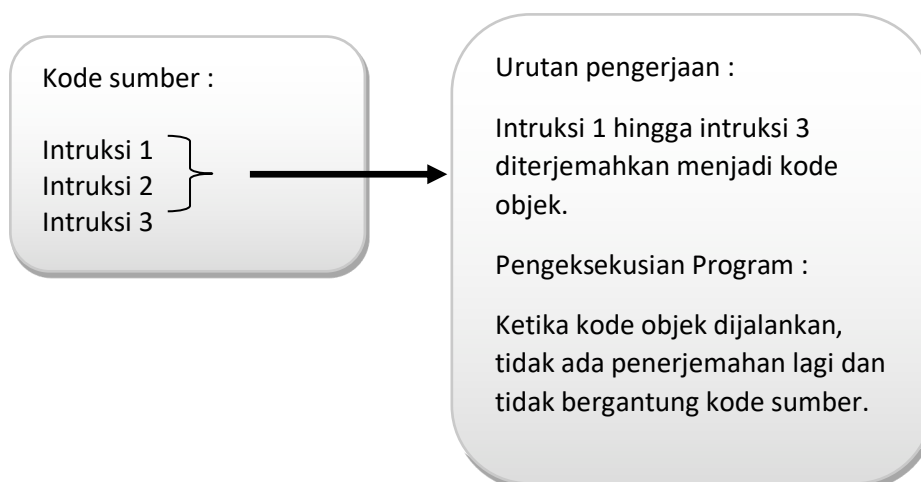 Kode sumber :
Intruksi 1
Intruksi 2
Intruksi 3
Urutan pengerjaan :
Intruksi 1 hingga intruksi 3
diterjemahkan menjadi kode
objek.
Pengeksekusian Program :
Ketika kode objek dijalankan,
tidak ada penerjemahan lagi dan
tidak bergantung kode sumber.